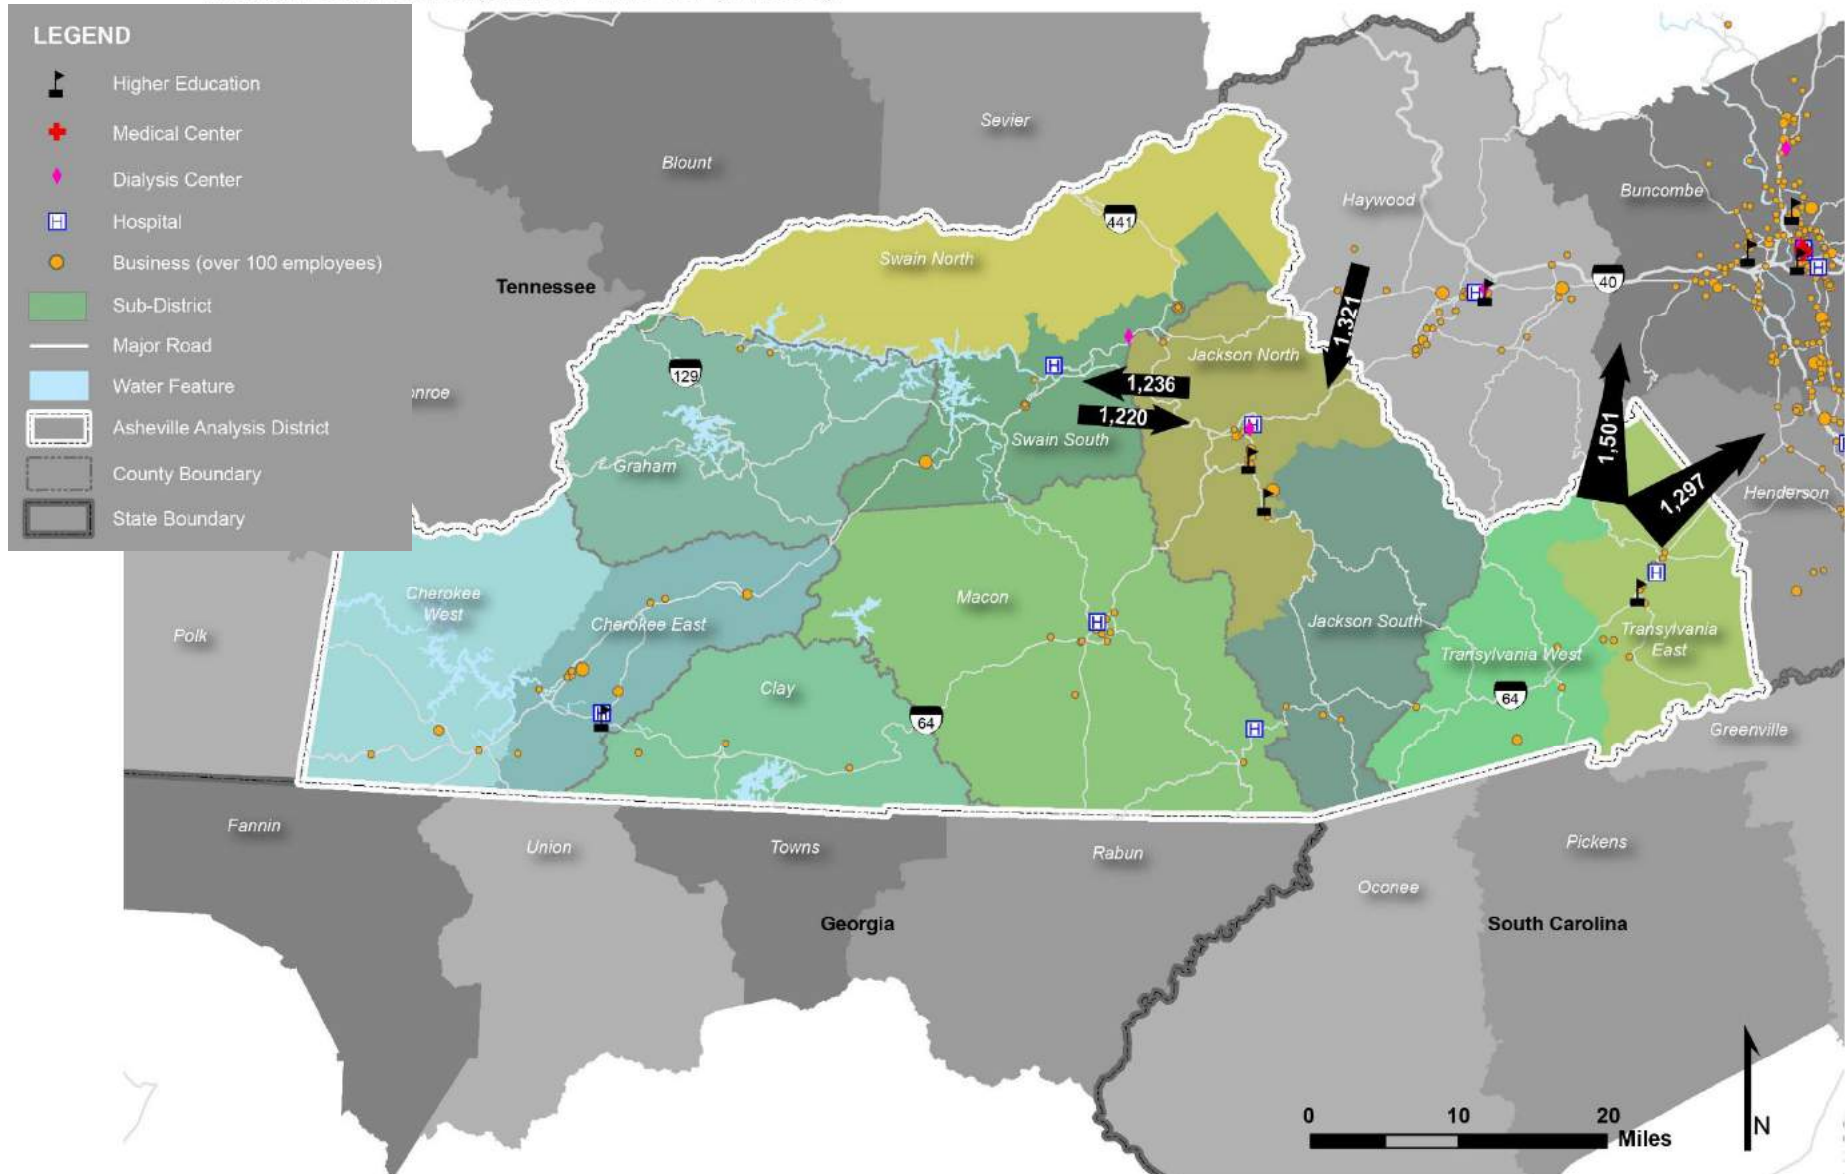 LEGEND
Higher Education
Medical Center
Dialysis Center
Hospital
Business (over 100 employees)
Sub-District
Major Road
Water Feature
Asheville Analysis District
County Boundary
State Boundary
Sevier
Blount
Haywood
Buncombe
441
Swain North
Tennessee
40
1,321
Jackson North
129
nroe
1,236
1,220
Swain South
1,501
Graham
1,297
Henderson
Cherokee
West
Macon
Cherokee East
Polk
Jackson South
Transylvania
East
Transylvania West
Clay
64
64
Greenville
Fannin
Union
Towns
Rabun
Pickens
Oconee
Georgia
South Carolina
0 10 20
Miles
N
H
H
H
H
H
H
H
H